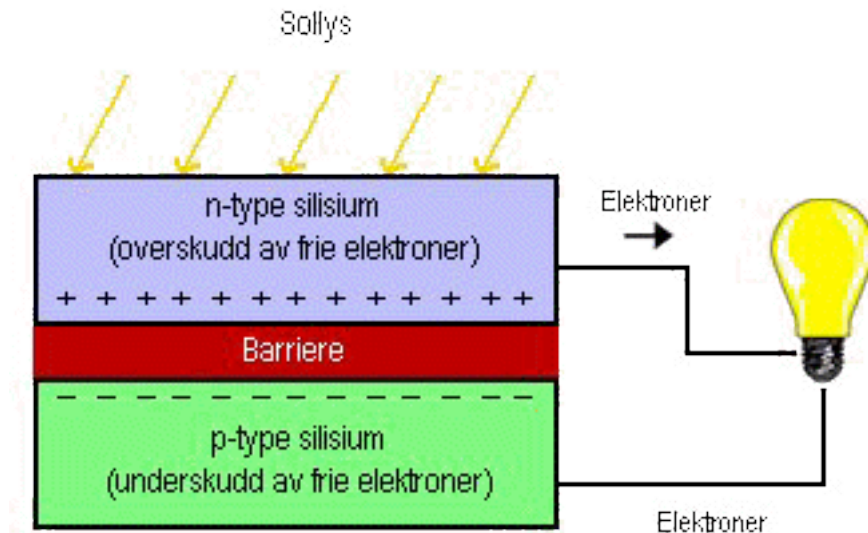 Sollys
n-type silisium
(overskudd av frie elektroner)
+ + + + + + + + + + + + +
Elektroner
Barriere
– – – – – – – – – – – – – – – – – –
p-type silisium
(underskudd av frie elektroner)
Elektroner